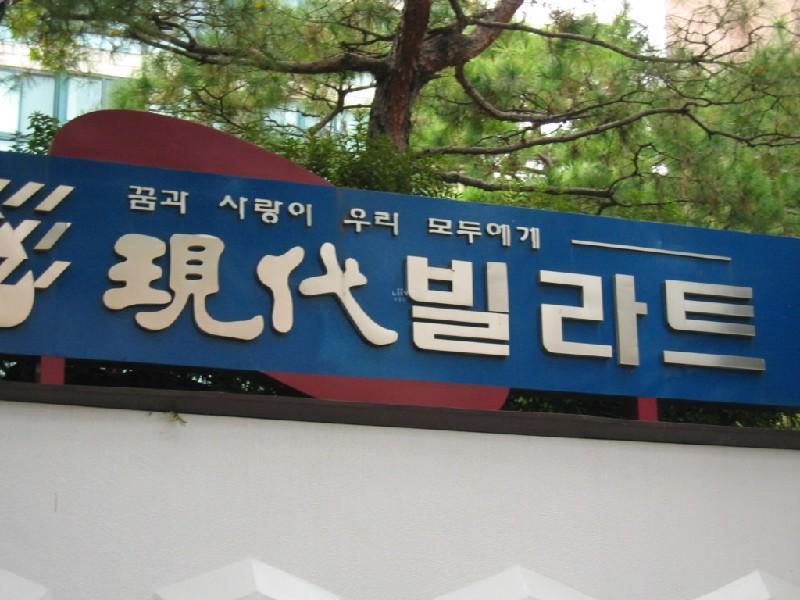 꿈과 사랑이 우리 모두에게
現代빌라트